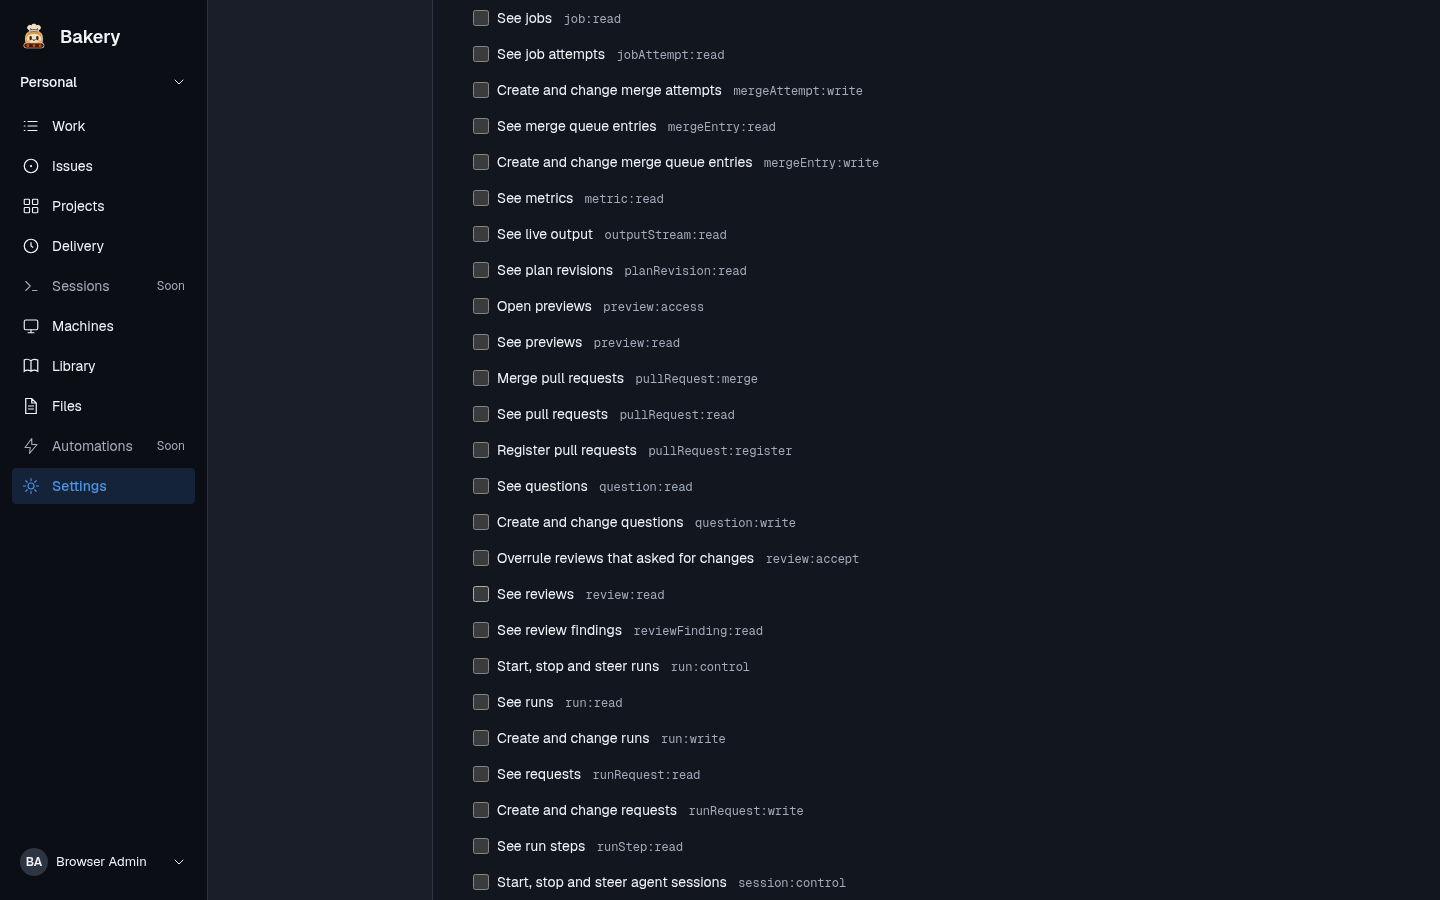 Bakery
Personal
Work
Issues
Projects
Delivery
Sessions Soon
Machines
Library
Files
Automations Soon
Settings
BA Browser Admin
See jobs job:read
See job attempts jobAttempt:read
Create and change merge attempts mergeAttempt:write
See merge queue entries mergeEntry:read
Create and change merge queue entries mergeEntry:write
See metrics metric:read
See live output outputStream:read
See plan revisions planRevision:read
Open previews preview:access
See previews preview:read
Merge pull requests pullRequest:merge
See pull requests pullRequest:read
Register pull requests pullRequest:register
See questions question:read
Create and change questions question:write
Overrule reviews that asked for changes review:accept
See reviews review:read
See review findings reviewFinding:read
Start, stop and steer runs run:control
See runs run:read
Create and change runs run:write
See requests runRequest:read
Create and change requests runRequest:write
See run steps runStep:read
Start, stop and steer agent sessions session:control